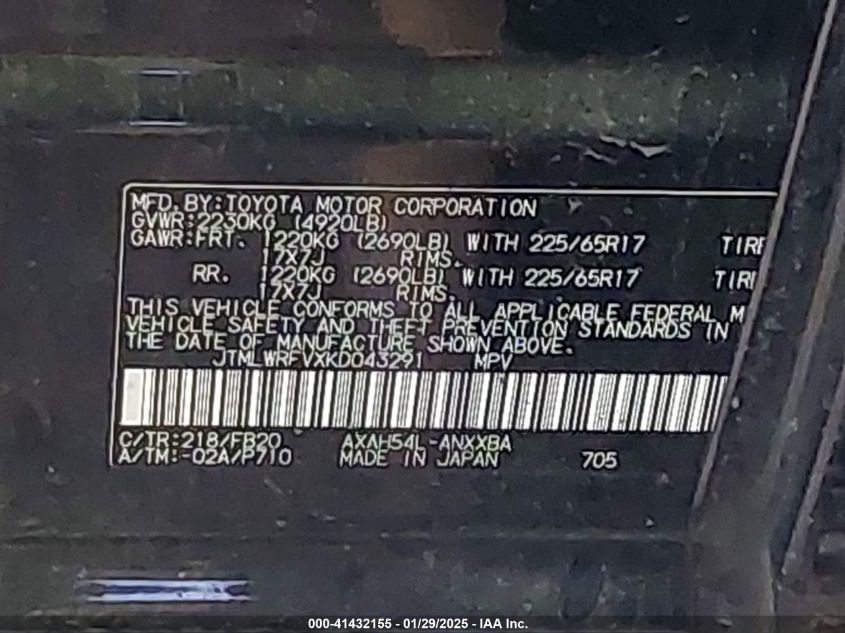 MFD. BY: TOYOTA MOTOR CORPORATION
GVWR: 2230KG (4920LB)
GAWR: FRT. 1220KG (2690LB) WITH 225/65R17 TIRE
17X7J RIMS.
RR. 1220KG (2690LB) WITH 225/65R17 TIR
17X7J RIMS.
THIS VEHICLE CONFORMS TO ALL APPLICABLE FEDERAL M
VEHICLE SAFETY AND THEFT PREVENTION STANDARDS IN
THE DATE OF MANUFACTURE SHOWN ABOVE.
JTMLWRFVXKD043291 MPV
C/TR: 218/FB20 AXAH54L-ANXXBA
A/TM: -02A/P710 MADE IN JAPAN 705
000-41432155 - 01/29/2025 - IAA Inc.